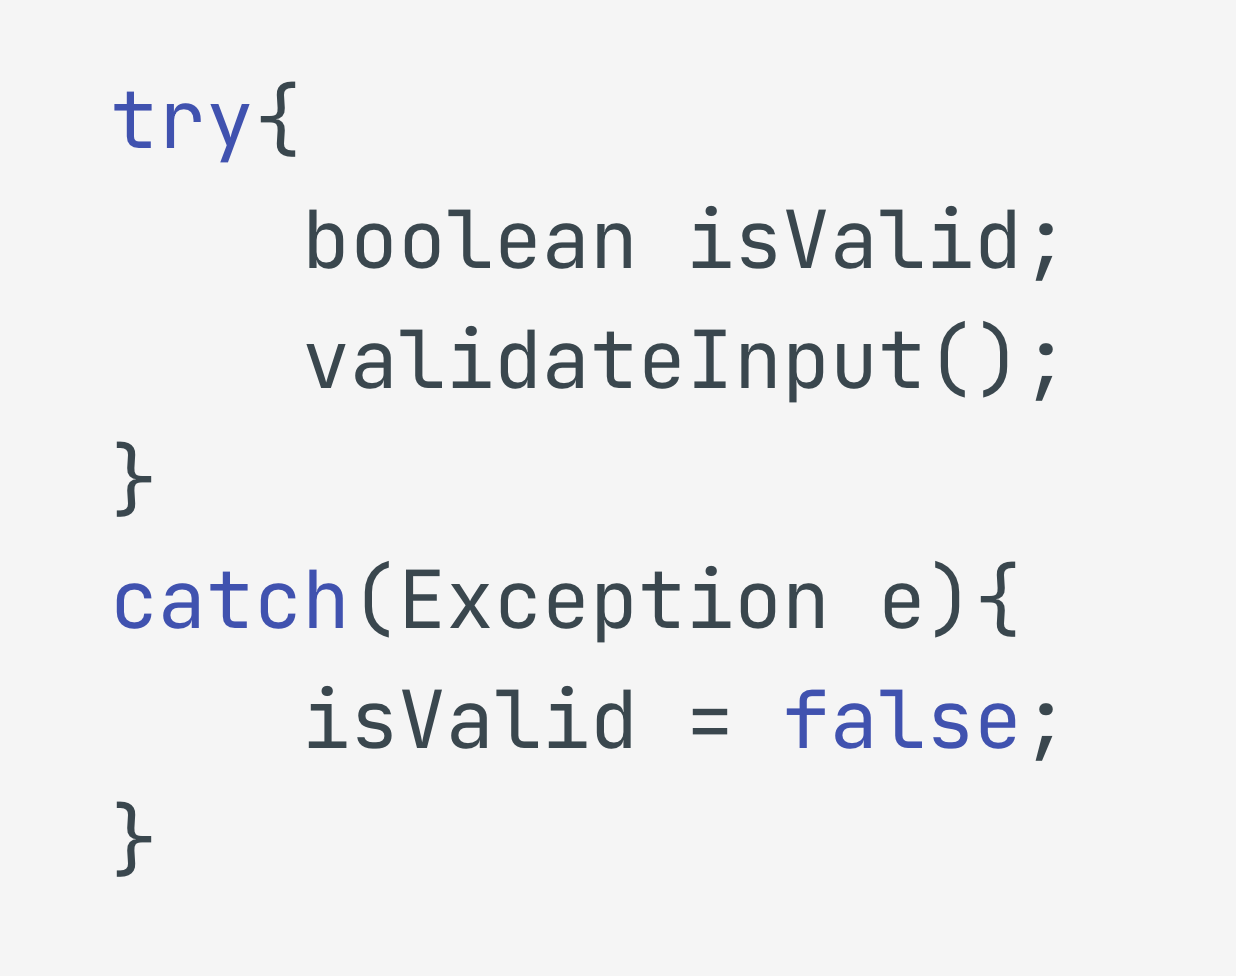 try{
    boolean isValid;
    validateInput();
}
catch(Exception e){
    isValid = false;
}